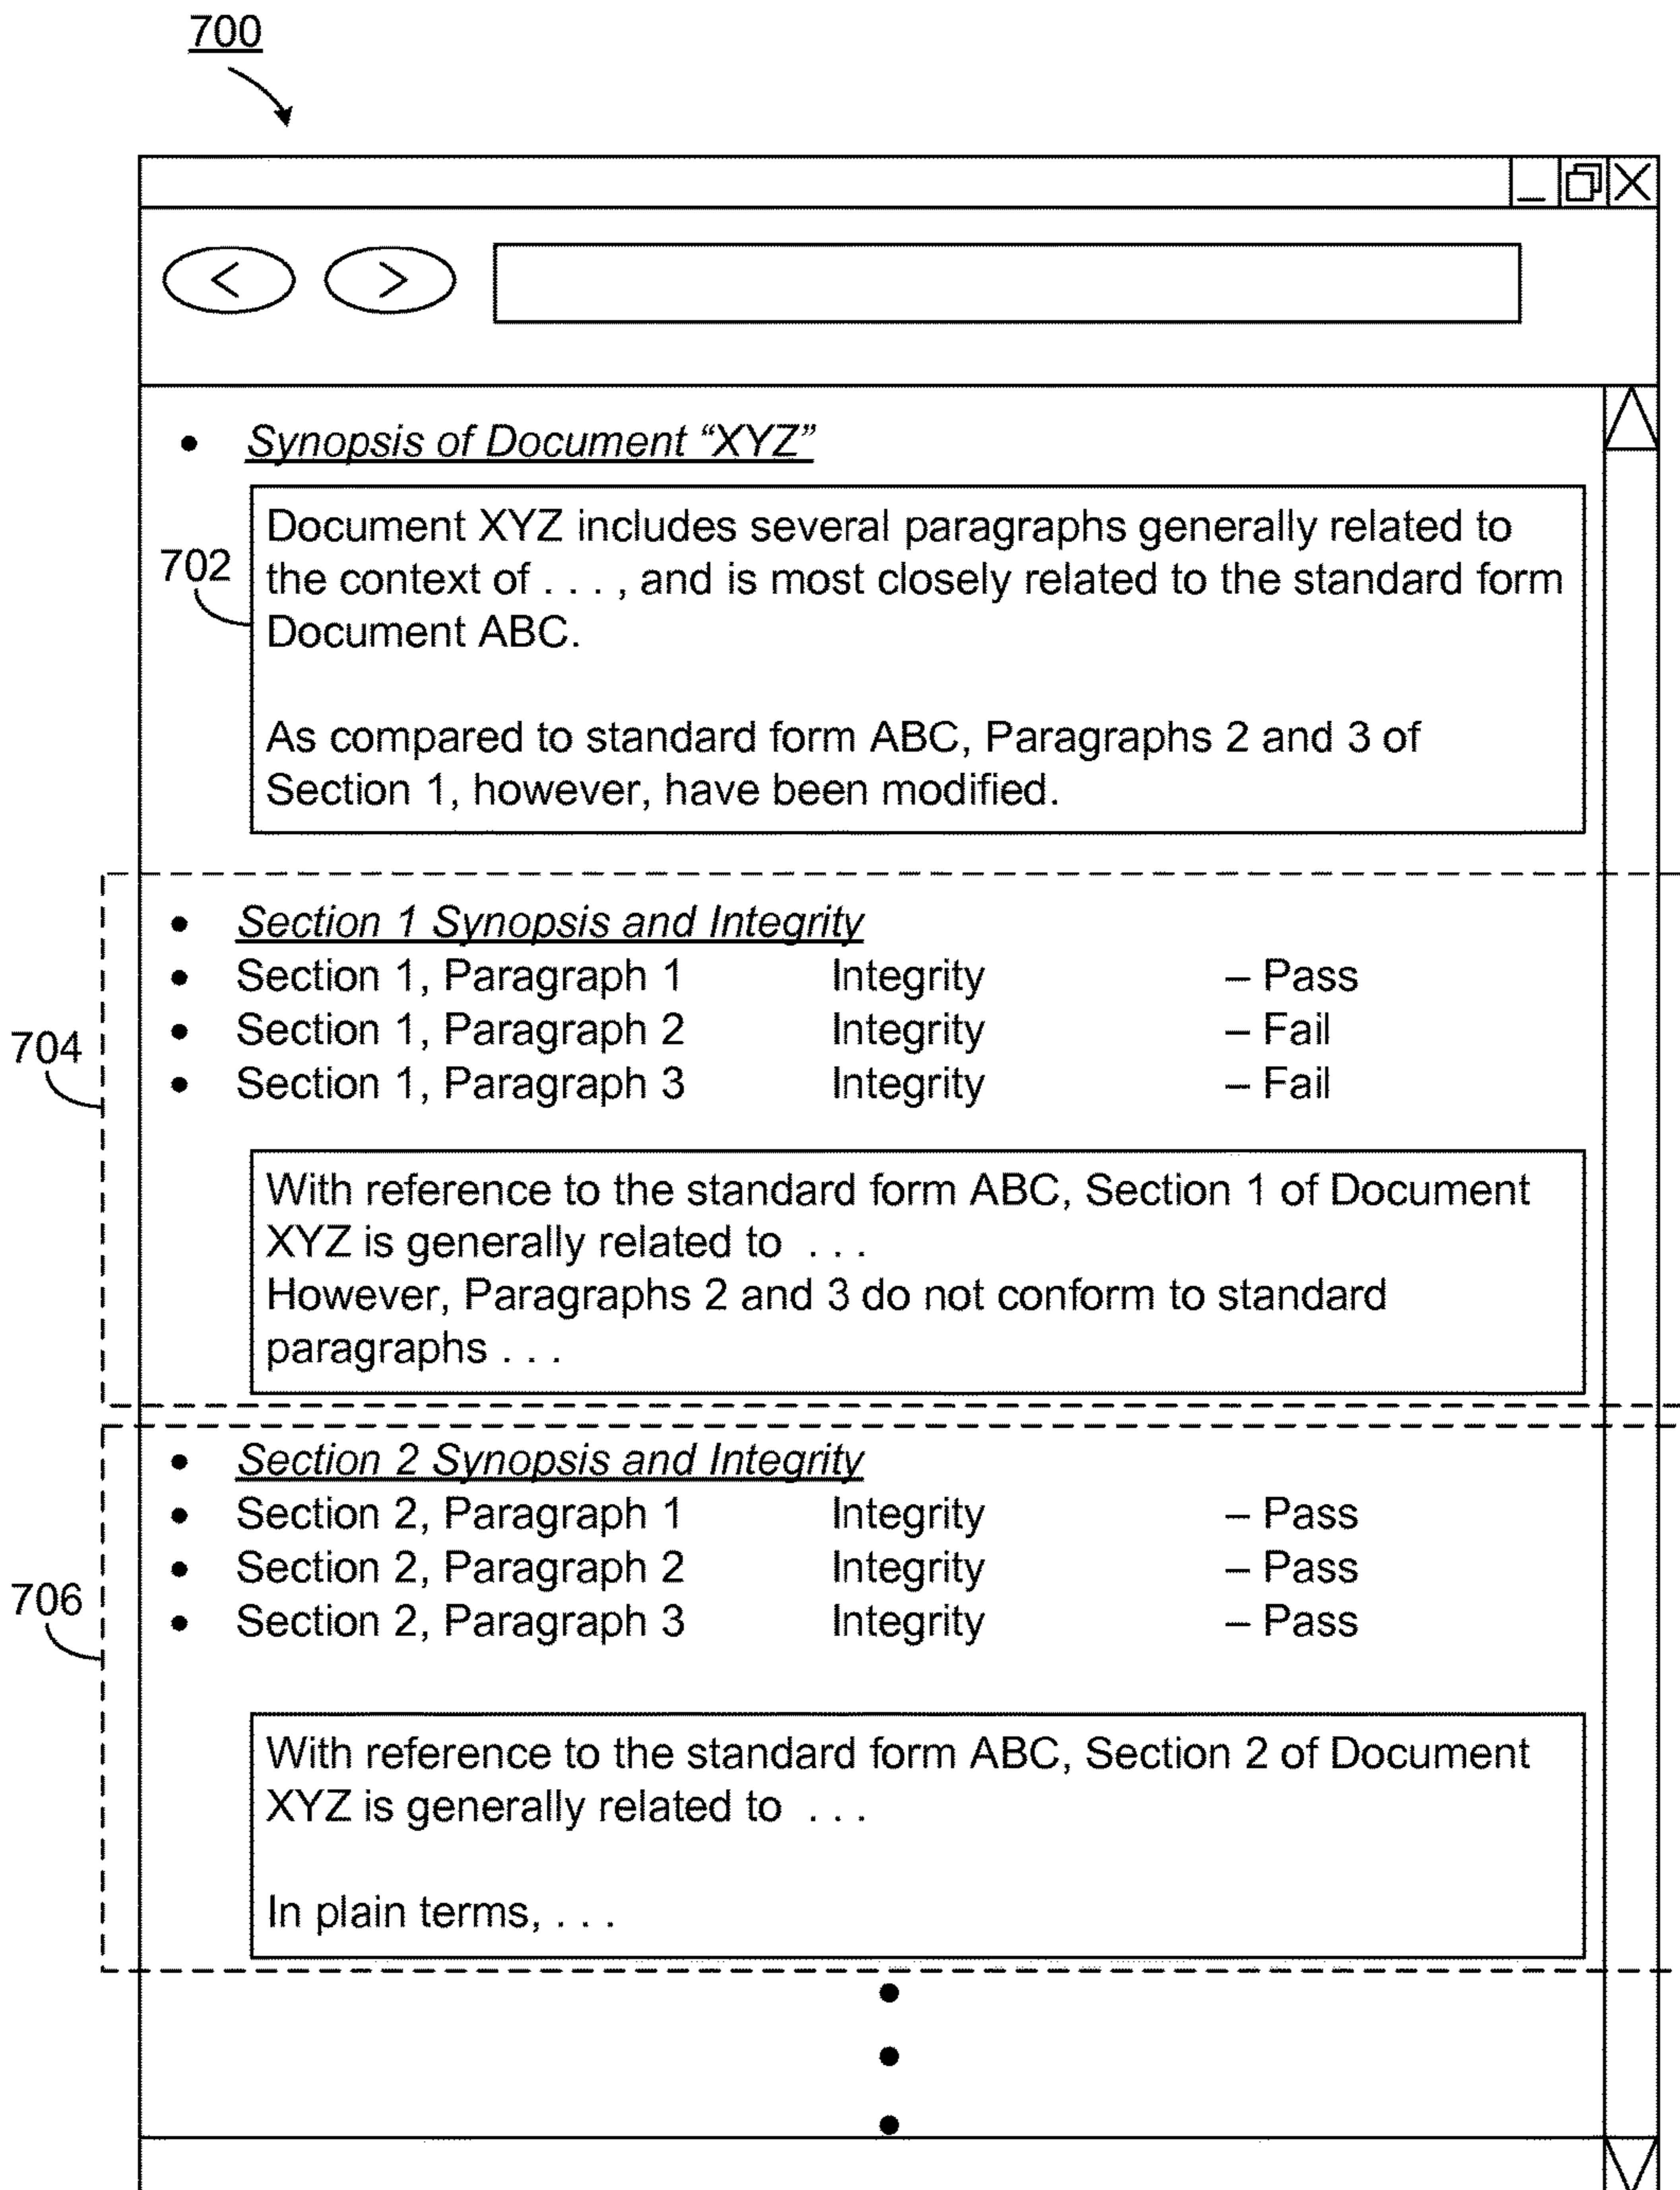 700
• Synopsis of Document “XYZ”
702
Document XYZ includes several paragraphs generally related to
the context of . . . , and is most closely related to the standard form
Document ABC.
As compared to standard form ABC, Paragraphs 2 and 3 of
Section 1, however, have been modified.
704
• Section 1 Synopsis and Integrity
• Section 1, Paragraph 1 Integrity – Pass
• Section 1, Paragraph 2 Integrity – Fail
• Section 1, Paragraph 3 Integrity – Fail
With reference to the standard form ABC, Section 1 of Document
XYZ is generally related to . . .
However, Paragraphs 2 and 3 do not conform to standard
paragraphs . . .
706
• Section 2 Synopsis and Integrity
• Section 2, Paragraph 1 Integrity – Pass
• Section 2, Paragraph 2 Integrity – Pass
• Section 2, Paragraph 3 Integrity – Pass
With reference to the standard form ABC, Section 2 of Document
XYZ is generally related to . . .
In plain terms, . . .